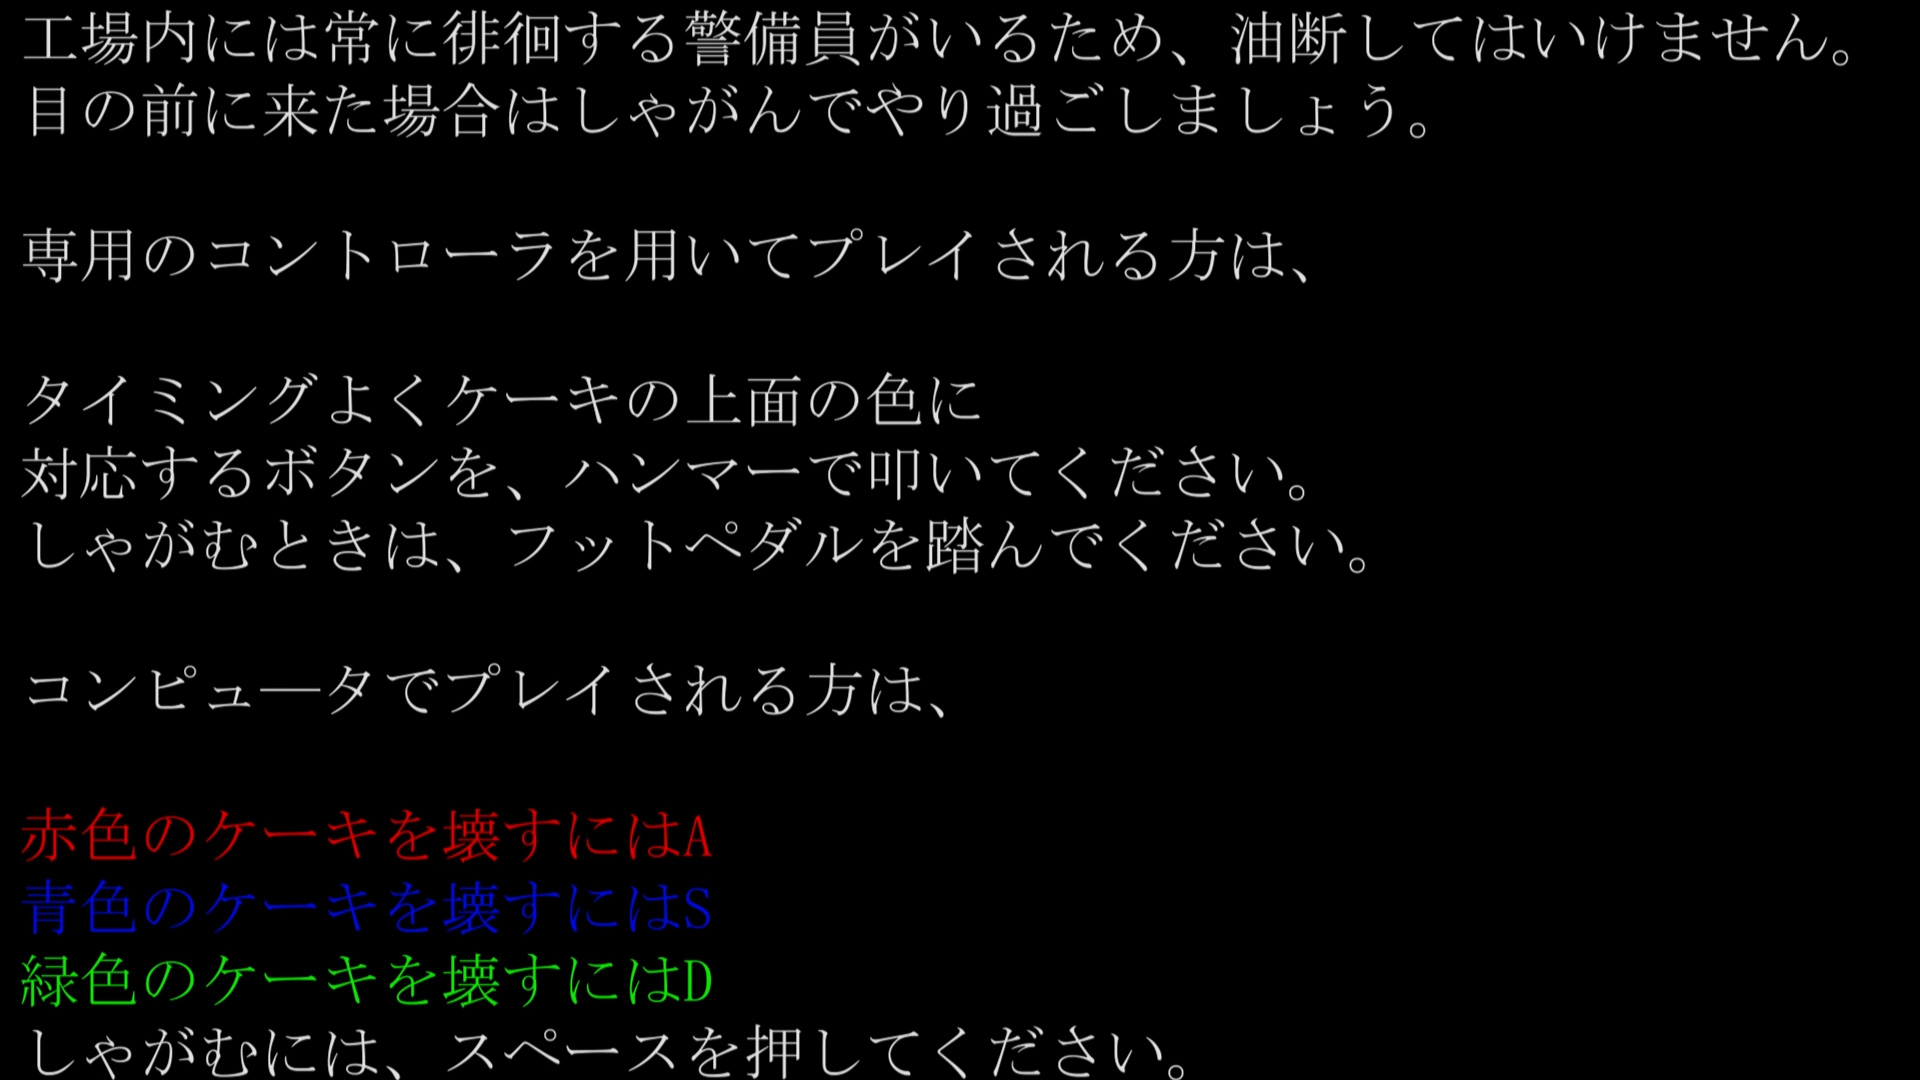 工場内には常に徘徊する警備員がいるため、油断してはいけません。
目の前に来た場合はしゃがんでやり過ごしましょう。
専用のコントローラを用いてプレイされる方は、
タイミングよくケーキの上面の色に
対応するボタンを、ハンマーで叩いてください。
しゃがむときは、フットペダルを踏んでください。
コンピュ―タでプレイされる方は、
赤色のケーキを壊すにはA
青色のケーキを壊すにはS
緑色のケーキを壊すにはD
しゃがむには、スペースを押してください。